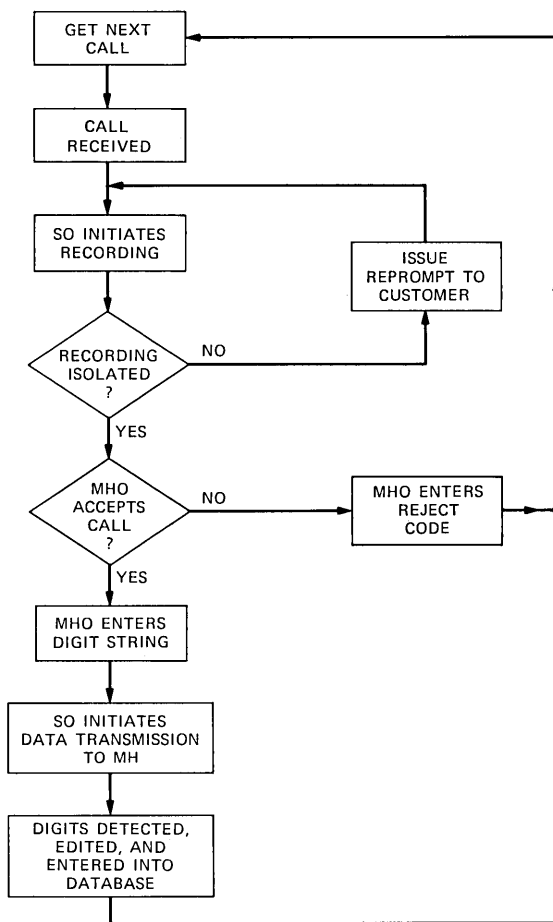 GET NEXT
CALL
CALL
RECEIVED
SO INITIATES
RECORDING
ISSUE
REPROMPT TO
CUSTOMER
RECORDING
ISOLATED
?
NO
YES
MHO
ACCEPTS
CALL
?
NO
MHO ENTERS
REJECT
CODE
YES
MHO ENTERS
DIGIT STRING
SO INITIATES
DATA TRANSMISSION
TO MH
DIGITS DETECTED,
EDITED, AND
ENTERED INTO
DATABASE